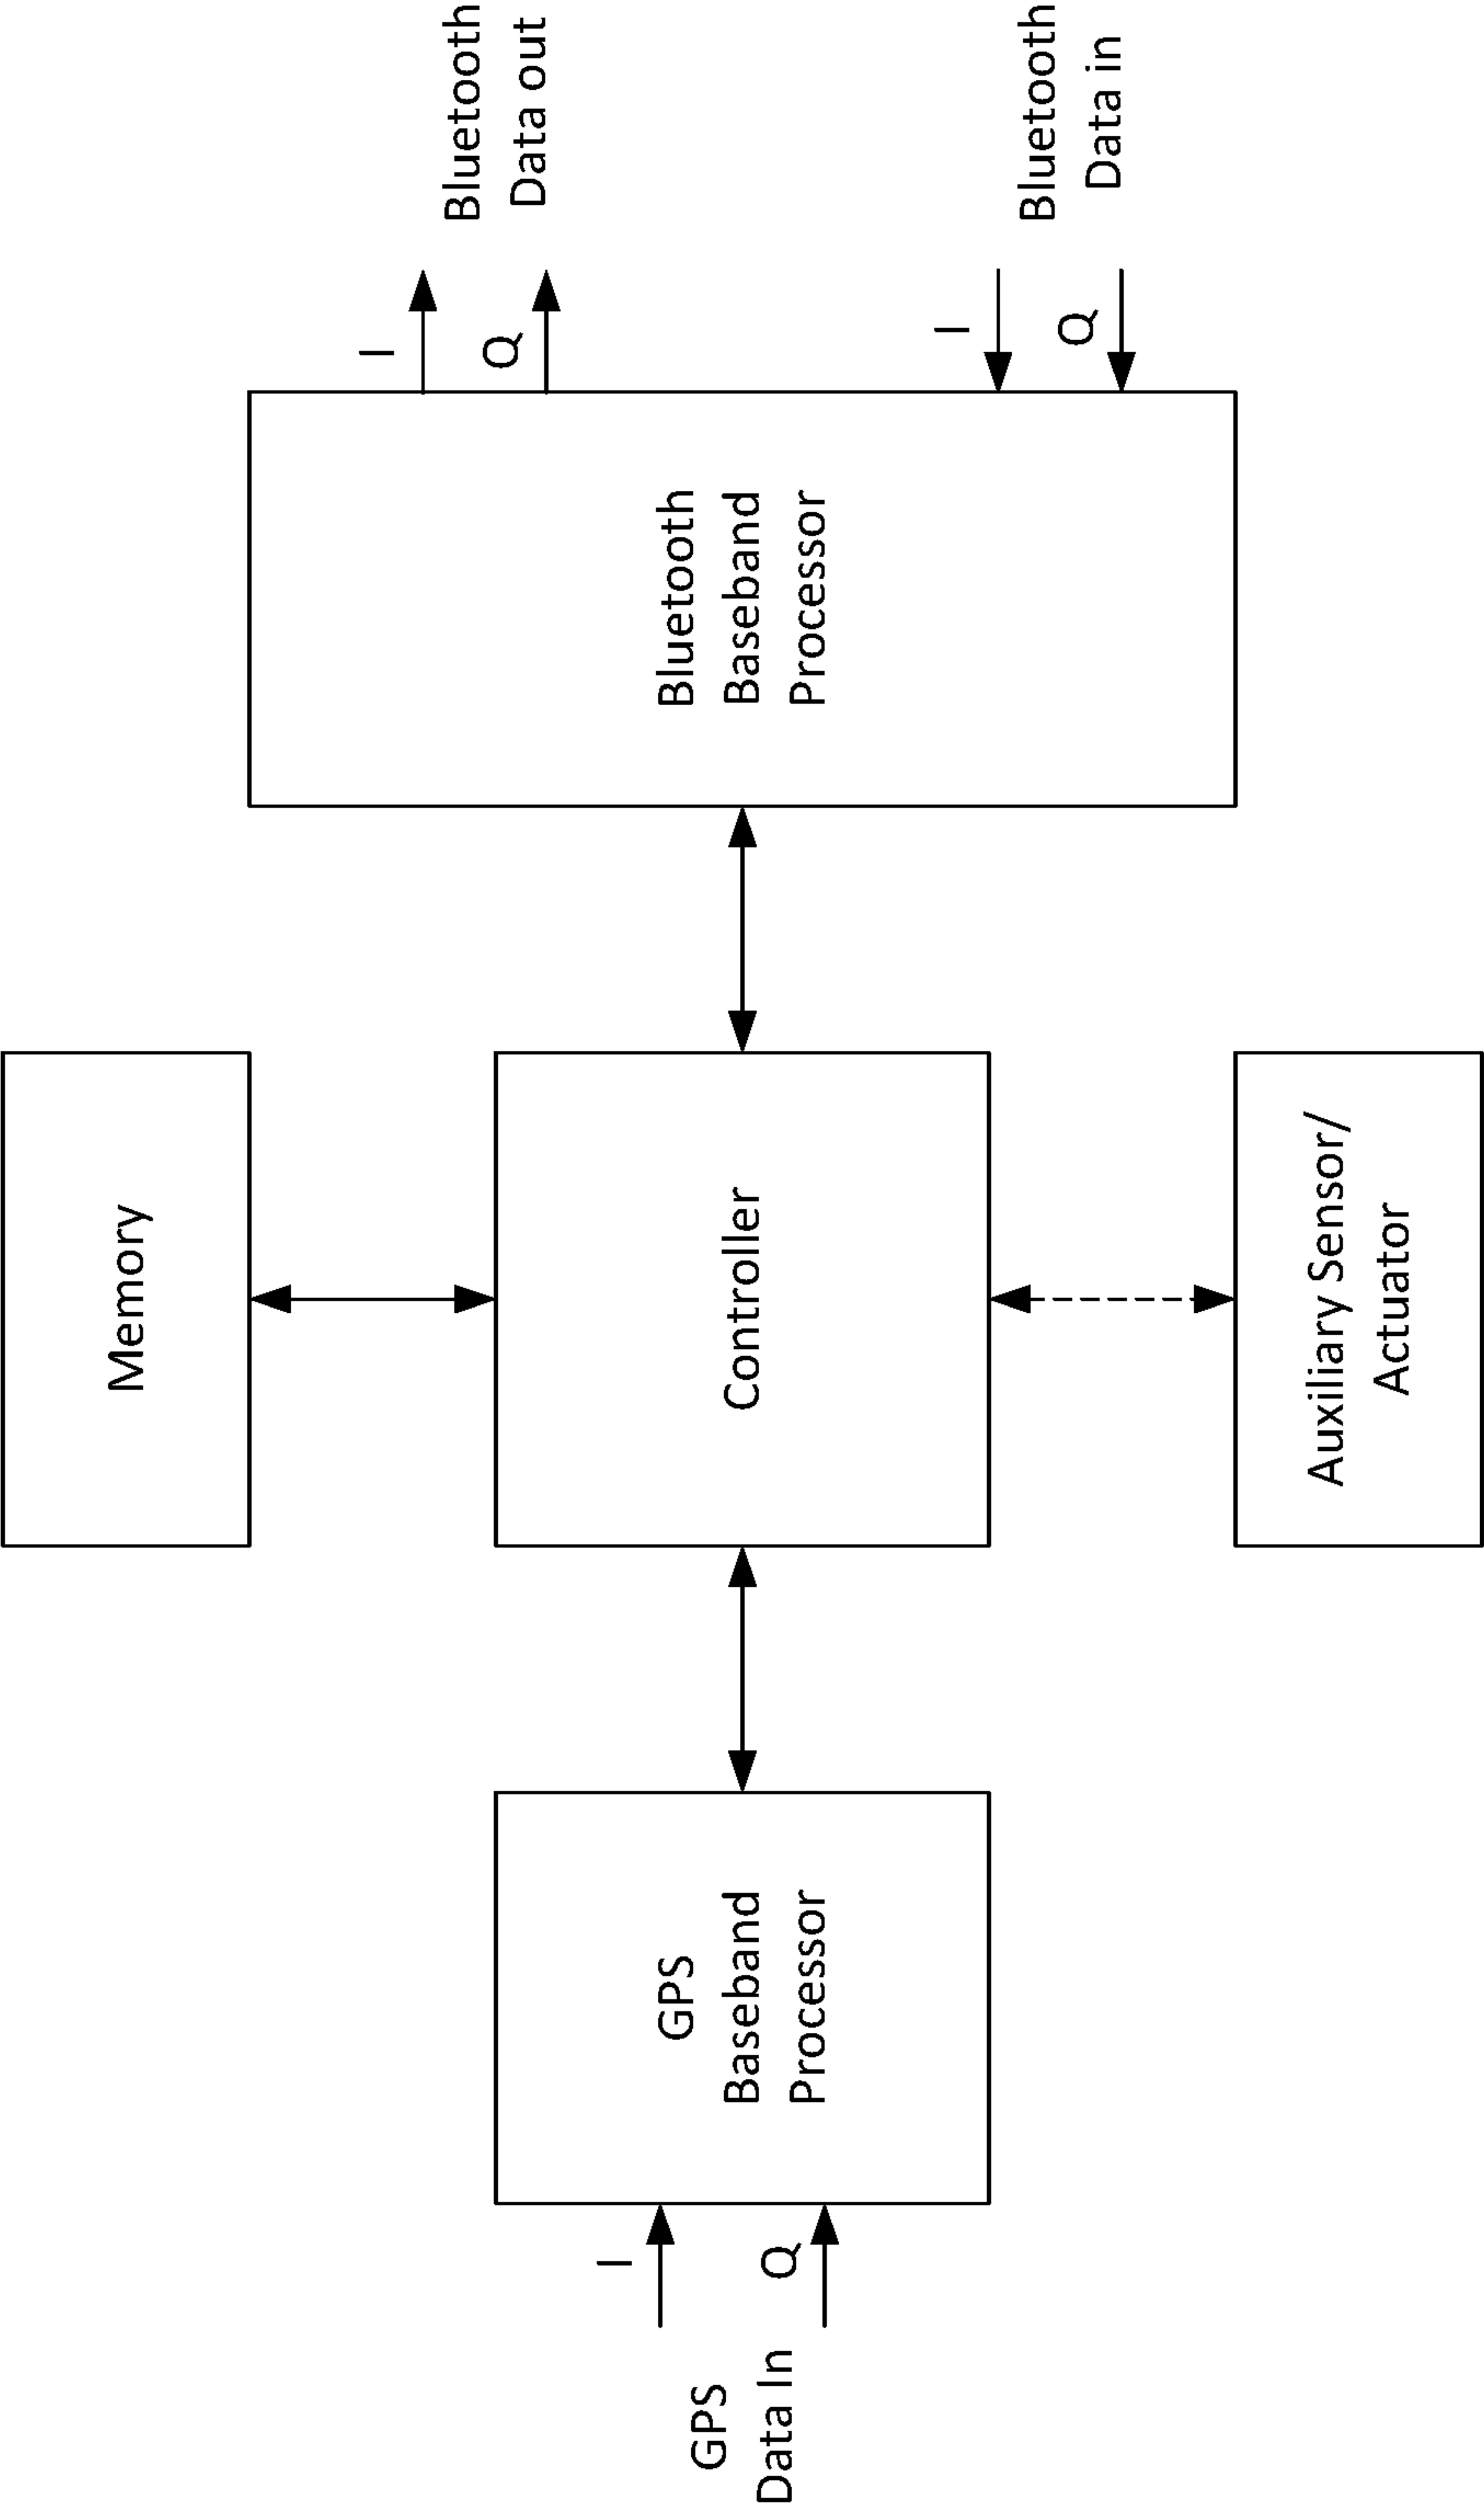 Memory
GPS
Data In
I
Q
GPS
Baseband
Processor
Controller
Bluetooth
Baseband
Processor
I
Q
Bluetooth
Data out
I
Q
Bluetooth
Data in
Auxiliary Sensor/
Actuator